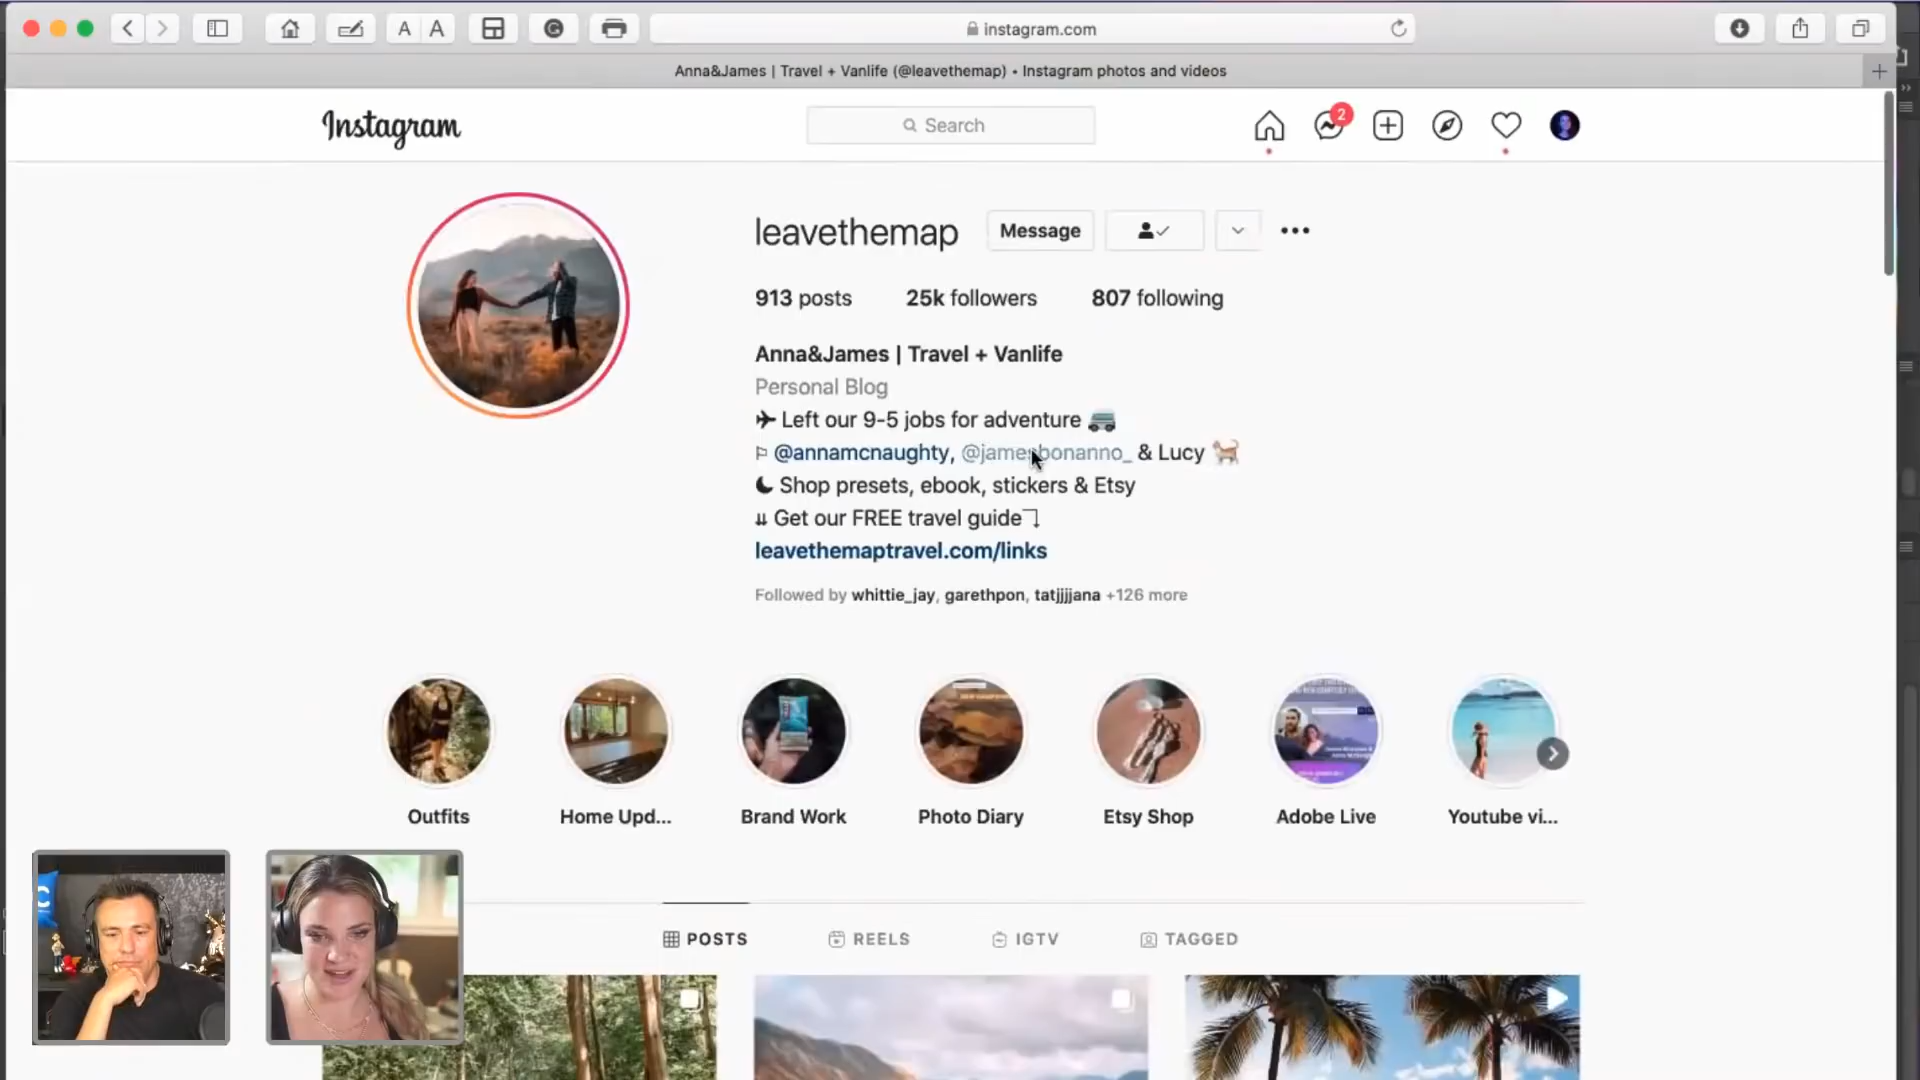 A A
instagram.com
Anna&James | Travel + Vanlife (@leavethemap) • Instagram photos and videos
Instagram
Search
2
leavethemap
Message
913 posts 25k followers 807 following
Anna&James | Travel + Vanlife
Personal Blog
✈ Left our 9-5 jobs for adventure 🚐
⚐ @annamcnaughty, @jamesbonanno_ & Lucy 🐈
☾ Shop presets, ebook, stickers & Etsy
⇊ Get our FREE travel guide⤵
leavethemaptravel.com/links
Followed by whittie_jay, garethpon, tatjjjjana +126 more
Outfits Home Upd... Brand Work Photo Diary Etsy Shop Adobe Live Youtube vi...
POSTS REELS IGTV TAGGED